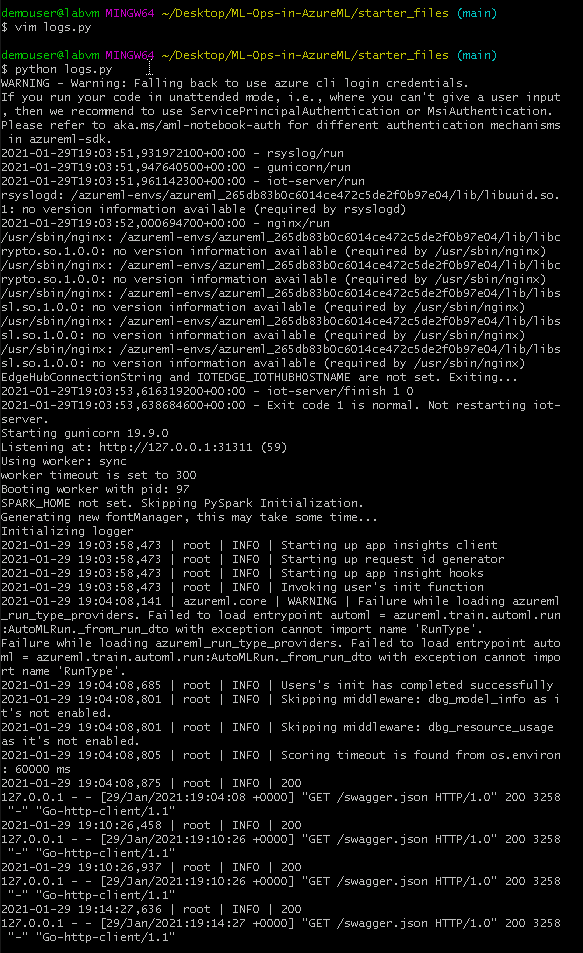 demouser@labvm MINGW64 ~/Desktop/ML-Ops-in-AzureML/starter_files (main)
$ vim logs.py
demouser@labvm MINGW64 ~/Desktop/ML-Ops-in-AzureML/starter_files (main)
$ python logs.py
WARNING - Warning: Falling back to use azure cli login credentials.
If you run your code in unattended mode, i.e., where you can't give a user input
, then we recommend to use ServicePrincipalAuthentication or MsiAuthentication.
Please refer to aka.ms/aml-notebook-auth for different authentication mechanisms
 in azureml-sdk.
2021-01-29T19:03:51,931972100+00:00 - rsyslog/run
2021-01-29T19:03:51,947640500+00:00 - gunicorn/run
2021-01-29T19:03:51,961142300+00:00 - iot-server/run
rsyslogd: /azureml-envs/azureml_265db83b0c6014ce472c5de2f0b97e04/lib/libuuid.so.
1: no version information available (required by rsyslogd)
2021-01-29T19:03:52,000694700+00:00 - nginx/run
/usr/sbin/nginx: /azureml-envs/azureml_265db83b0c6014ce472c5de2f0b97e04/lib/libc
rypto.so.1.0.0: no version information available (required by /usr/sbin/nginx)
/usr/sbin/nginx: /azureml-envs/azureml_265db83b0c6014ce472c5de2f0b97e04/lib/libc
rypto.so.1.0.0: no version information available (required by /usr/sbin/nginx)
/usr/sbin/nginx: /azureml-envs/azureml_265db83b0c6014ce472c5de2f0b97e04/lib/libs
sl.so.1.0.0: no version information available (required by /usr/sbin/nginx)
/usr/sbin/nginx: /azureml-envs/azureml_265db83b0c6014ce472c5de2f0b97e04/lib/libs
sl.so.1.0.0: no version information available (required by /usr/sbin/nginx)
/usr/sbin/nginx: /azureml-envs/azureml_265db83b0c6014ce472c5de2f0b97e04/lib/libs
sl.so.1.0.0: no version information available (required by /usr/sbin/nginx)
EdgeHubConnectionString and IOTEDGE_IOTHUBHOSTNAME are not set. Exiting...
2021-01-29T19:03:53,616319200+00:00 - iot-server/finish 1 0
2021-01-29T19:03:53,638684600+00:00 - Exit code 1 is normal. Not restarting iot-
server.
Starting gunicorn 19.9.0
Listening at: http://127.0.0.1:31311 (59)
Using worker: sync
worker timeout is set to 300
Booting worker with pid: 97
SPARK_HOME not set. Skipping PySpark Initialization.
Generating new fontManager, this may take some time...
Initializing logger
2021-01-29 19:03:58,473 | root | INFO | Starting up app insights client
2021-01-29 19:03:58,473 | root | INFO | Starting up request id generator
2021-01-29 19:03:58,473 | root | INFO | Starting up app insight hooks
2021-01-29 19:03:58,473 | root | INFO | Invoking user's init function
2021-01-29 19:04:08,141 | azureml.core | WARNING | Failure while loading azureml
_run_type_providers. Failed to load entrypoint automl = azureml.train.automl.run
:AutoMLRun._from_run_dto with exception cannot import name 'RunType'.
Failure while loading azureml_run_type_providers. Failed to load entrypoint auto
ml = azureml.train.automl.run:AutoMLRun._from_run_dto with exception cannot impo
rt name 'RunType'.
2021-01-29 19:04:08,685 | root | INFO | Users's init has completed successfully
2021-01-29 19:04:08,801 | root | INFO | Skipping middleware: dbg_model_info as i
t's not enabled.
2021-01-29 19:04:08,801 | root | INFO | Skipping middleware: dbg_resource_usage
as it's not enabled.
2021-01-29 19:04:08,805 | root | INFO | Scoring timeout is found from os.environ
: 60000 ms
2021-01-29 19:04:08,875 | root | INFO | 200
127.0.0.1 - - [29/Jan/2021:19:04:08 +0000] "GET /swagger.json HTTP/1.0" 200 3258
 "-" "Go-http-client/1.1"
2021-01-29 19:10:26,458 | root | INFO | 200
127.0.0.1 - - [29/Jan/2021:19:10:26 +0000] "GET /swagger.json HTTP/1.0" 200 3258
 "-" "Go-http-client/1.1"
2021-01-29 19:10:26,937 | root | INFO | 200
127.0.0.1 - - [29/Jan/2021:19:10:26 +0000] "GET /swagger.json HTTP/1.0" 200 3258
 "-" "Go-http-client/1.1"
2021-01-29 19:14:27,636 | root | INFO | 200
127.0.0.1 - - [29/Jan/2021:19:14:27 +0000] "GET /swagger.json HTTP/1.0" 200 3258
 "-" "Go-http-client/1.1"